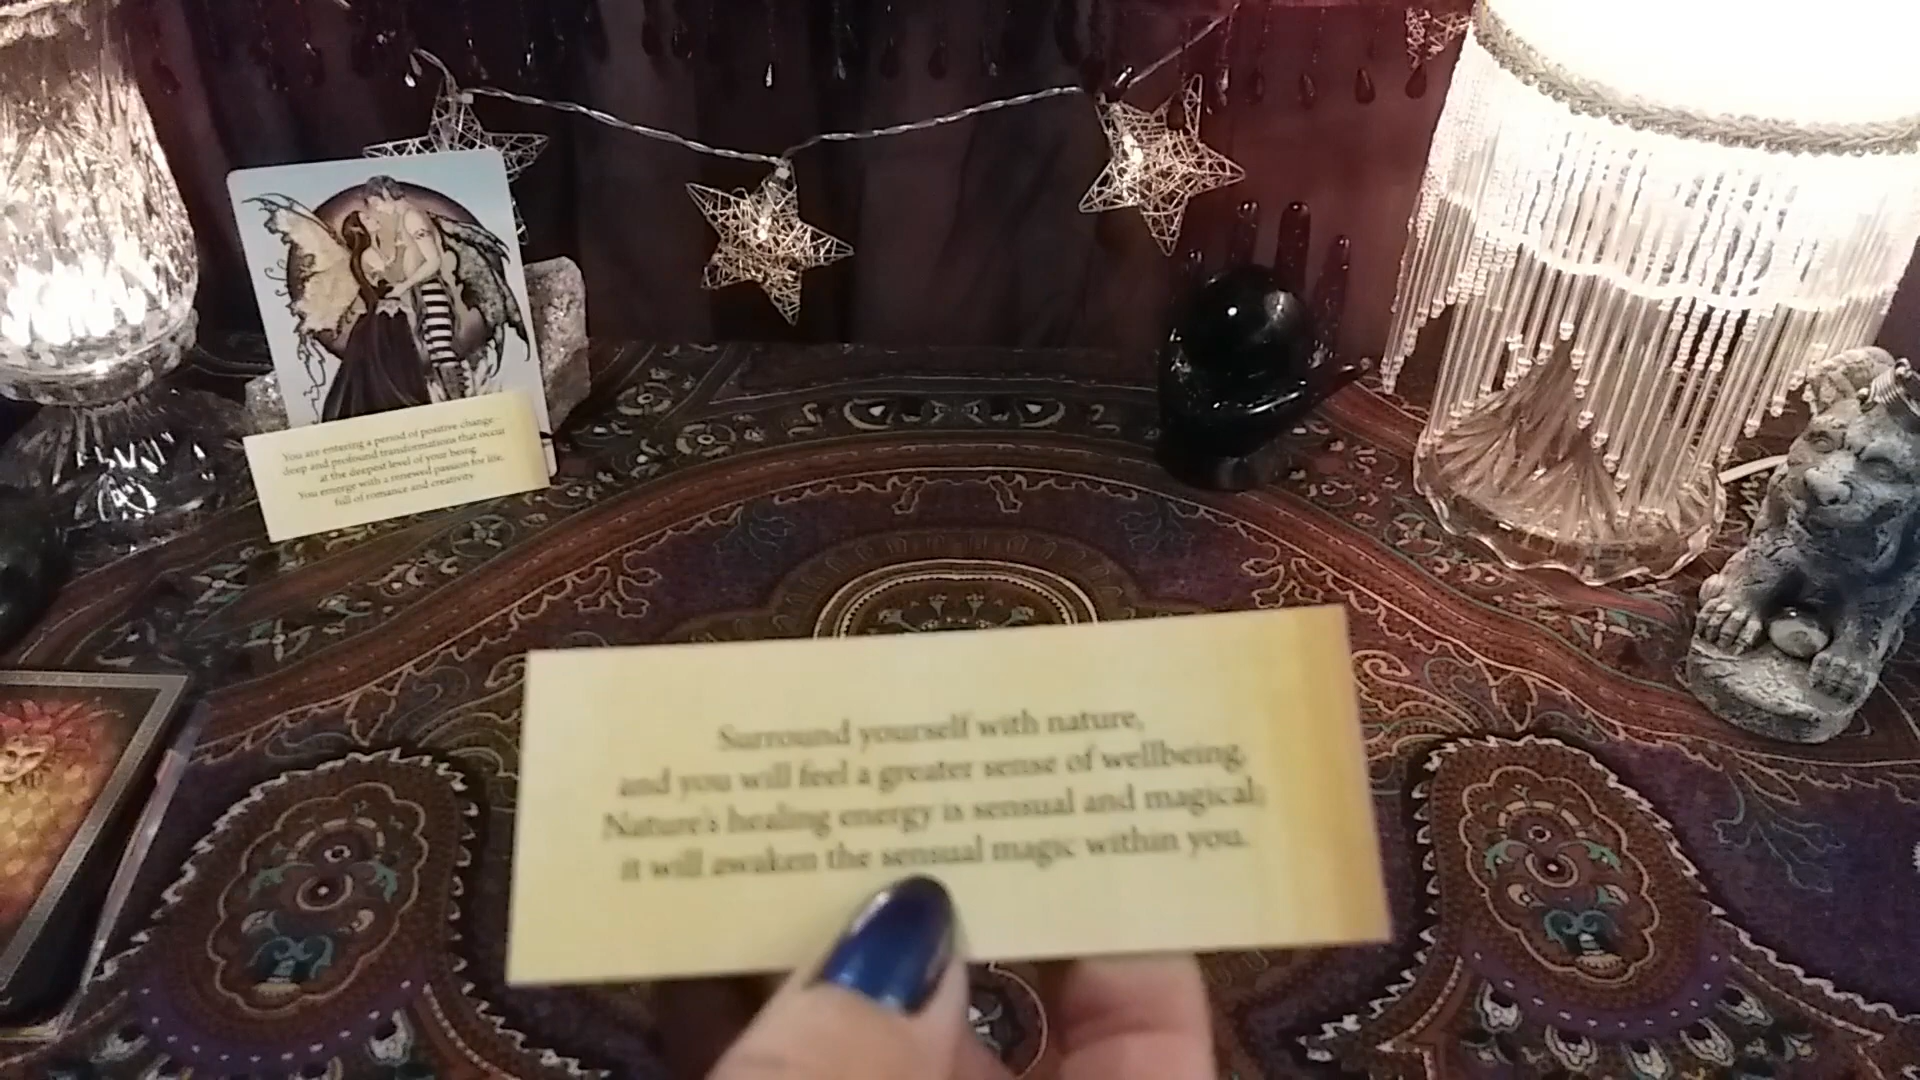 You are entering a period of positive change -
deep and profound transformations that occur
at the deepest level of your being.
You emerge with a renewed passion for life,
full of romance and creativity.
Surround yourself with nature,
and you will feel a greater sense of wellbeing.
Nature's healing energy is sensual and magical;
it will awaken the sensual magic within you.